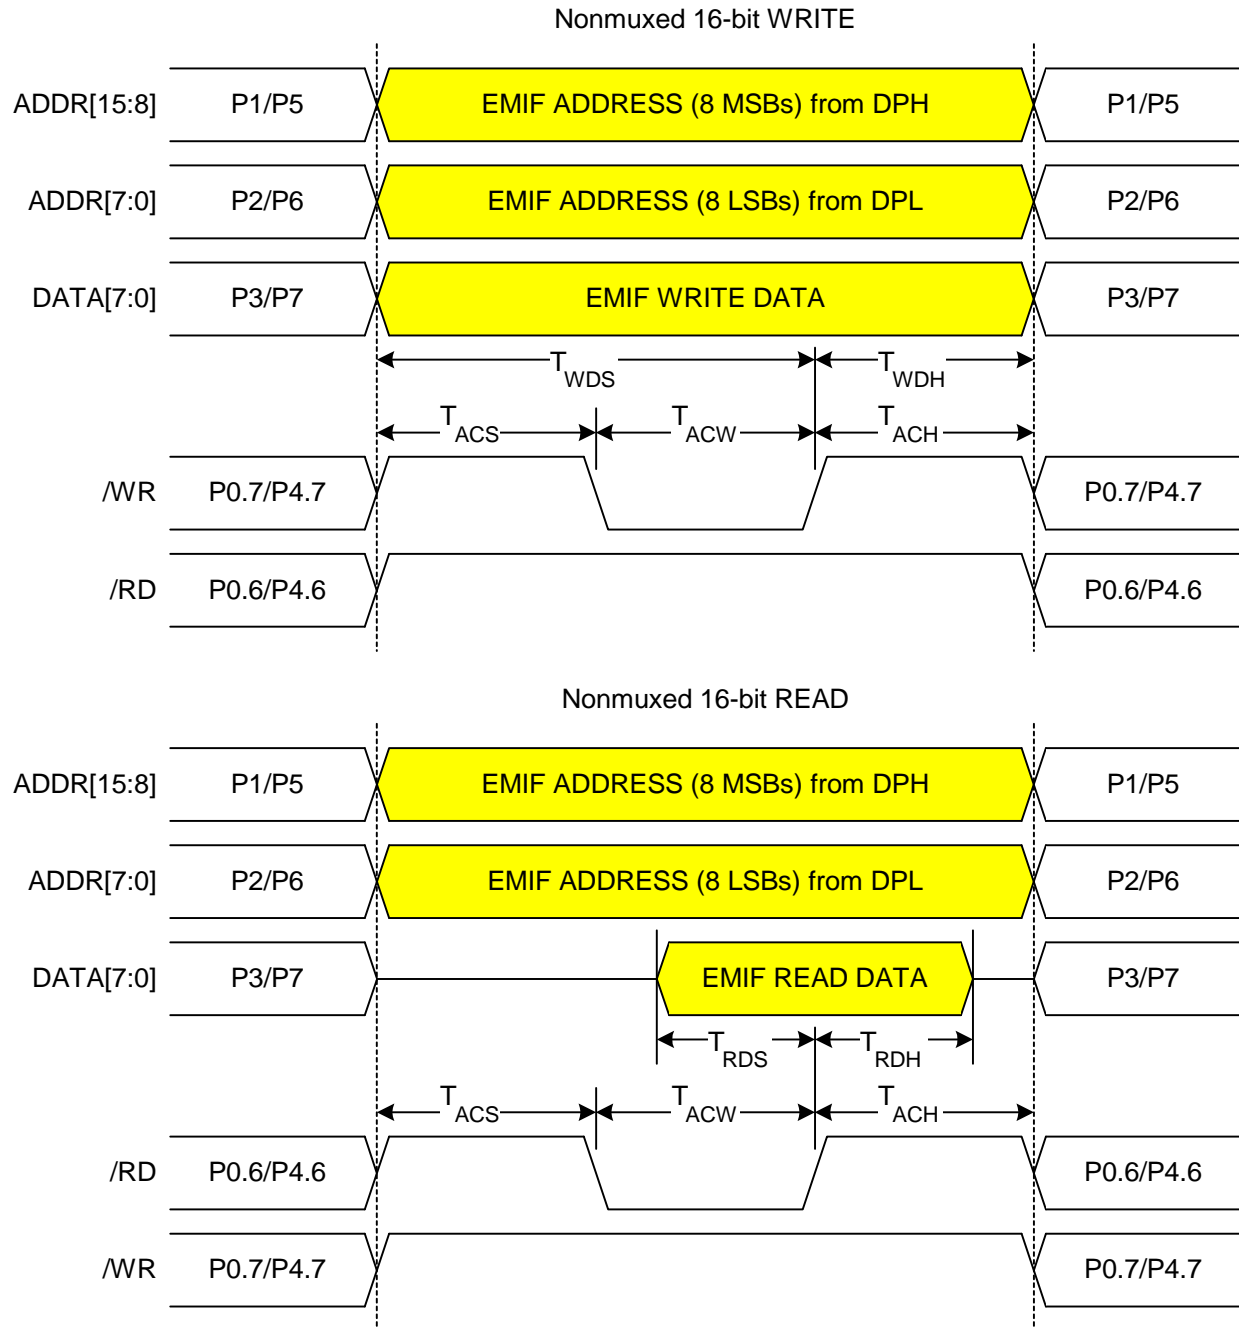 Nonmuxed 16-bit WRITE
ADDR[15:8] P1/P5 EMIF ADDRESS (8 MSBs) from DPH P1/P5
ADDR[7:0] P2/P6 EMIF ADDRESS (8 LSBs) from DPL P2/P6
DATA[7:0] P3/P7 EMIF WRITE DATA P3/P7
TWDS TWDH
TACS TACW TACH
/WR P0.7/P4.7 P0.7/P4.7
/RD P0.6/P4.6 P0.6/P4.6
Nonmuxed 16-bit READ
ADDR[15:8] P1/P5 EMIF ADDRESS (8 MSBs) from DPH P1/P5
ADDR[7:0] P2/P6 EMIF ADDRESS (8 LSBs) from DPL P2/P6
DATA[7:0] P3/P7 EMIF READ DATA P3/P7
TRDS TRDH
TACS TACW TACH
/RD P0.6/P4.6 P0.6/P4.6
/WR P0.7/P4.7 P0.7/P4.7